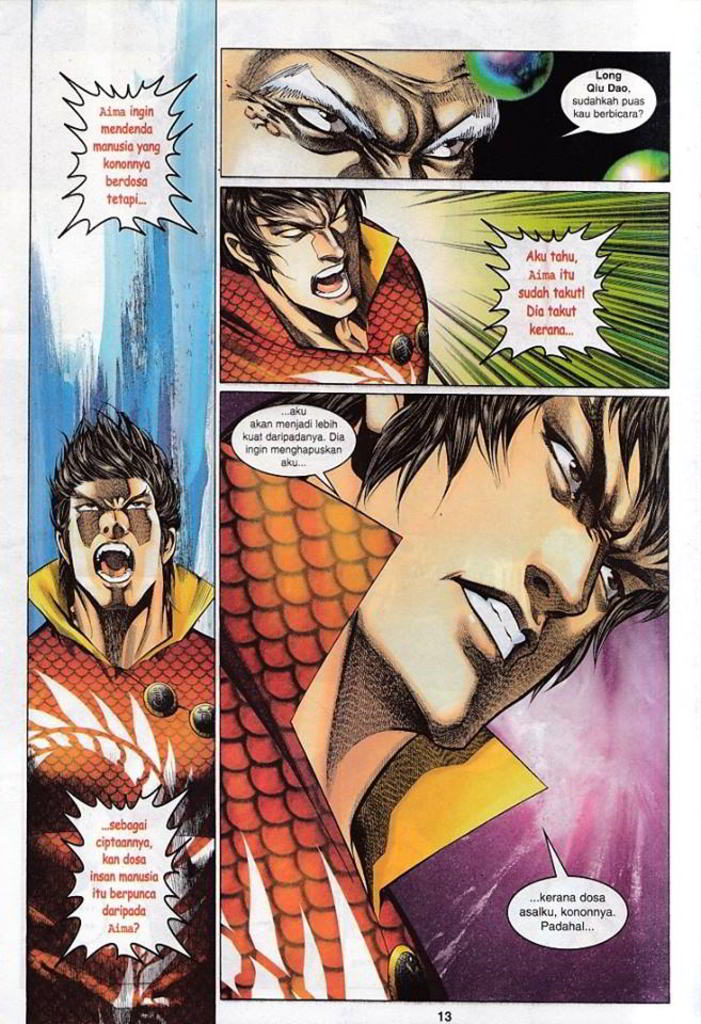 Aima ingin
mendenda
manusia yang
kononnya
berdosa
tetapi...
...sebagai
ciptaannya,
kan dosa
insan manusia
itu berpunca
daripada
Aima?
Long
Qiu Dao,
sudahkah puas
kau berbicara?
Aku tahu,
Aima itu
sudah takut!
Dia takut
kerana...
...aku
akan menjadi lebih
kuat daripadanya. Dia
ingin menghapuskan
aku...
...kerana dosa
asalku, kononnya.
Padahal...
13